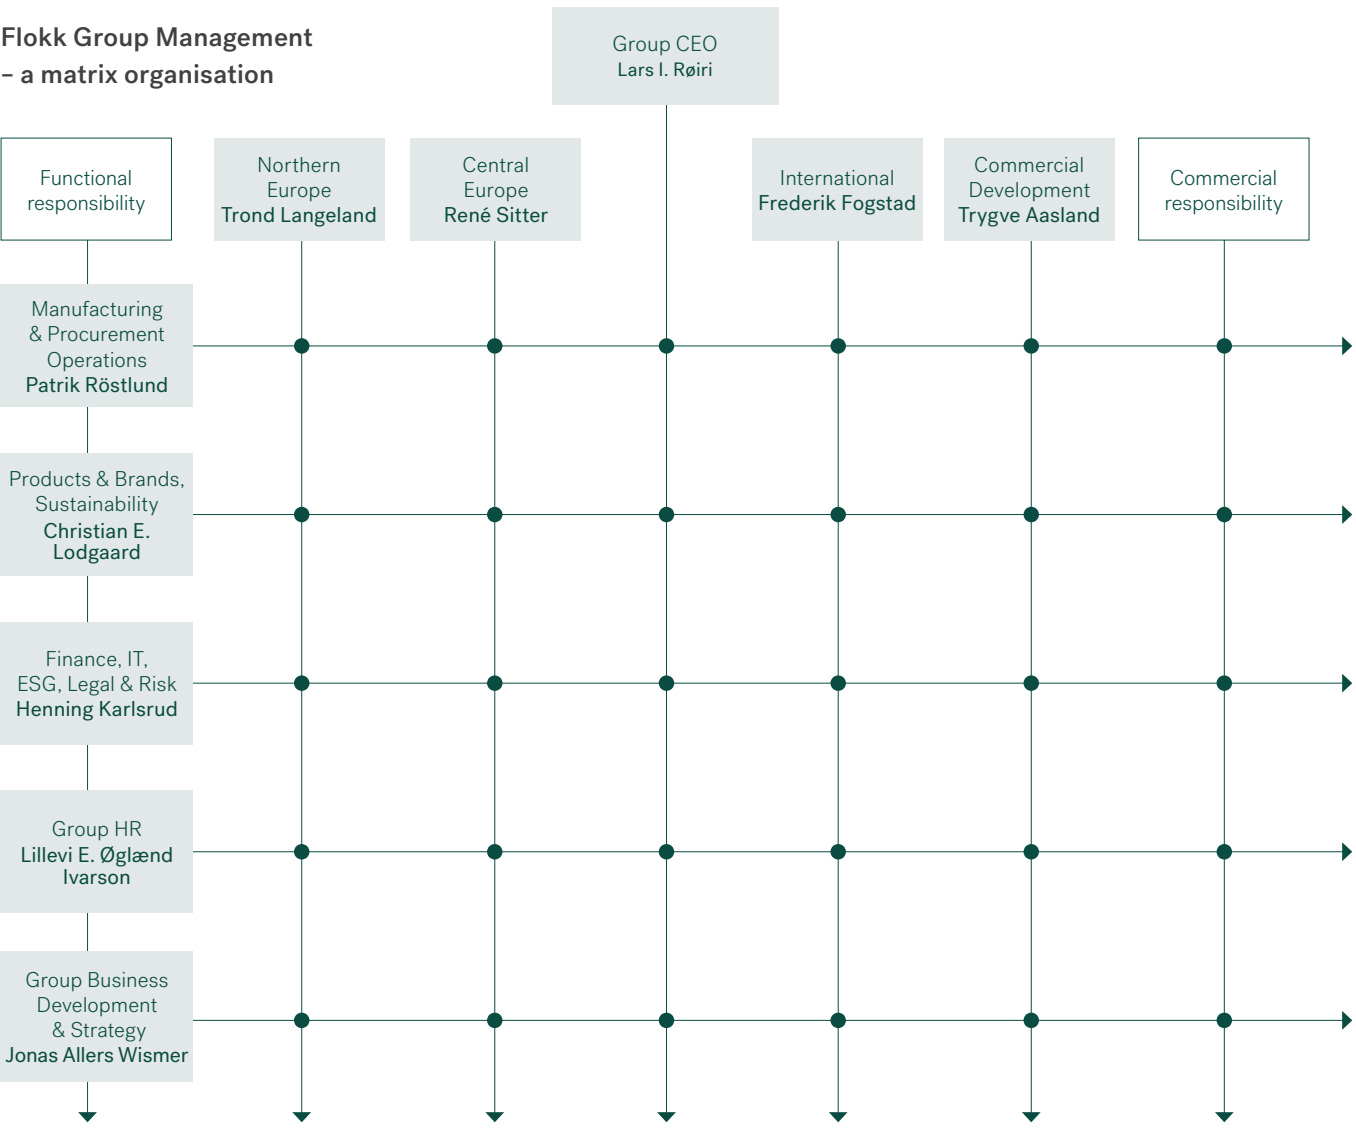 Flokk Group Management
– a matrix organisation
Group CEO
Lars I. Røiri
Functional
responsibility
Northern
Europe
Trond Langeland
Central
Europe
René Sitter
International
Frederik Fogstad
Commercial
Development
Trygve Aasland
Commercial
responsibility
Manufacturing
& Procurement
Operations
Patrik Röstlund
Products & Brands,
Sustainability
Christian E.
Lodgaard
Finance, IT,
ESG, Legal & Risk
Henning Karlsrud
Group HR
Lillevi E. Øglænd
Ivarson
Group Business
Development
& Strategy
Jonas Allers Wismer